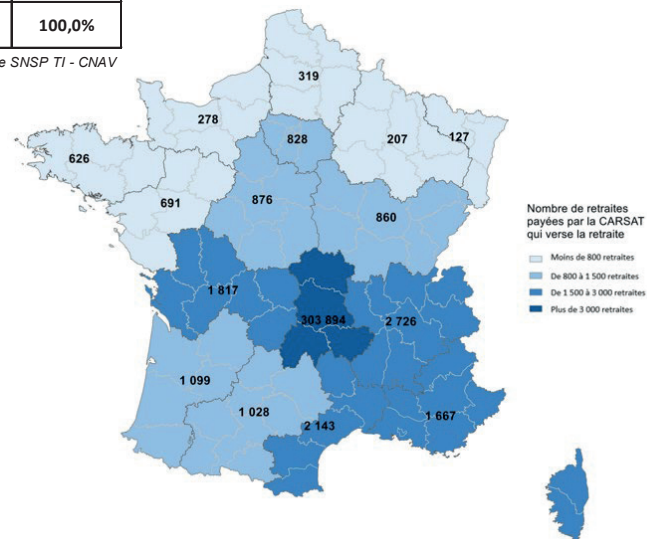 100,0%
e SNSP TI - CNAV
319
278
828
207
127
626
691
876
860
1 817
303 894
2 726
1 099
1 028
2 143
1 667
Nombre de retraites
payées par la CARSAT
qui verse la retraite
Moins de 800 retraites
De 800 à 1 500 retraites
De 1 500 à 3 000 retraites
Plus de 3 000 retraites